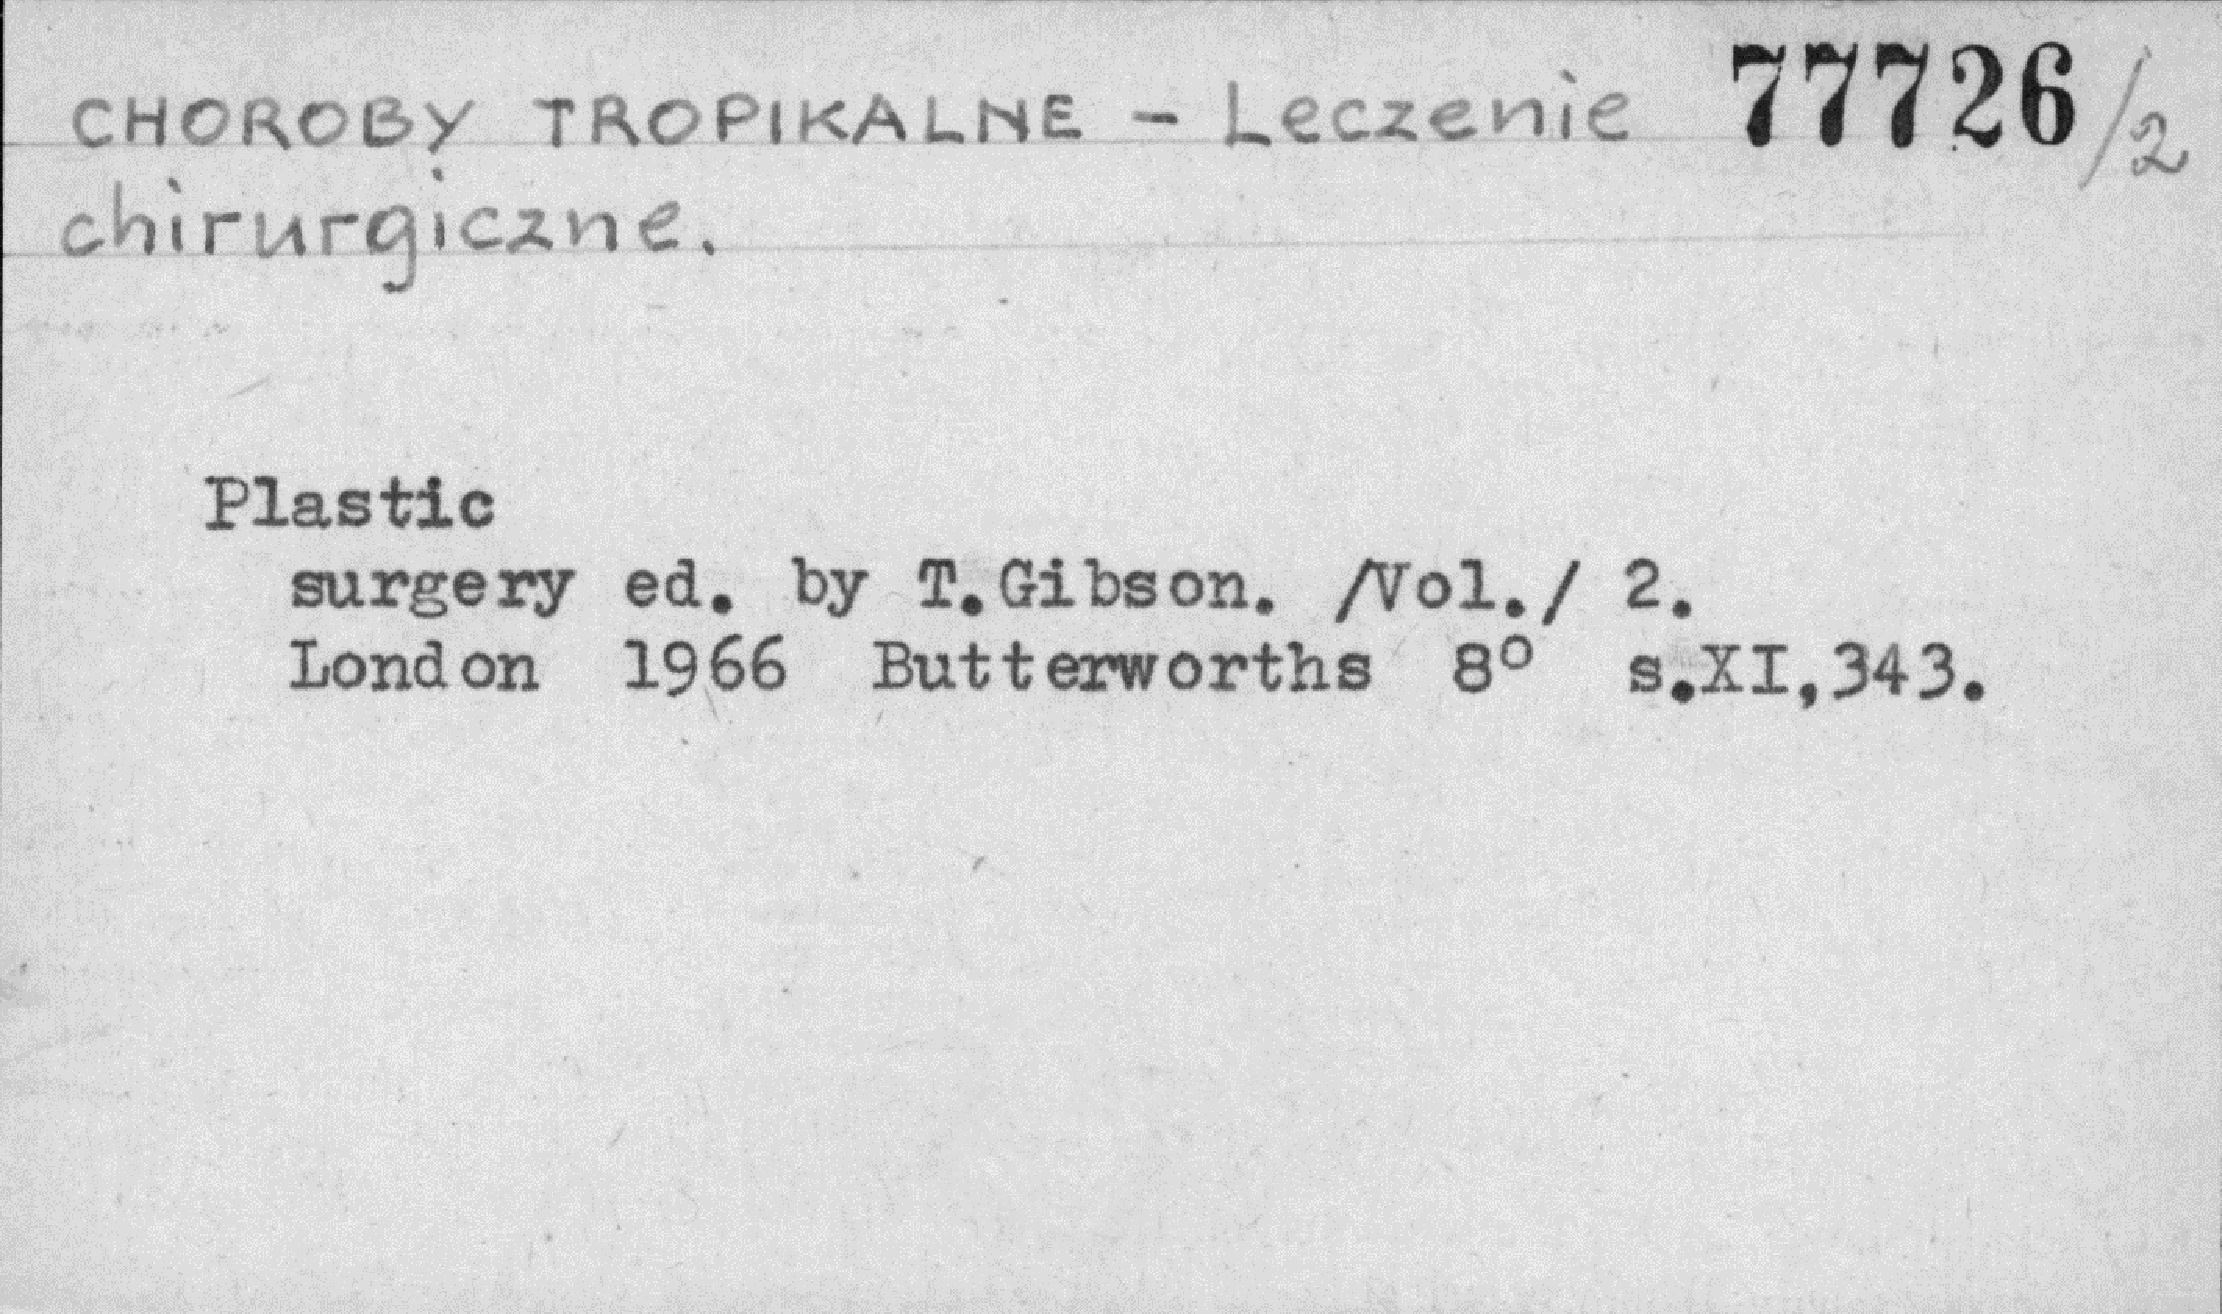 CHOROBY TROPIKALNE - Leczenie 77726/2
chirurgiczne.
Plastic
surgery ed. by T.Gibson. /Vol./ 2.
London 1966 Butterworths 8° s.XI,343.